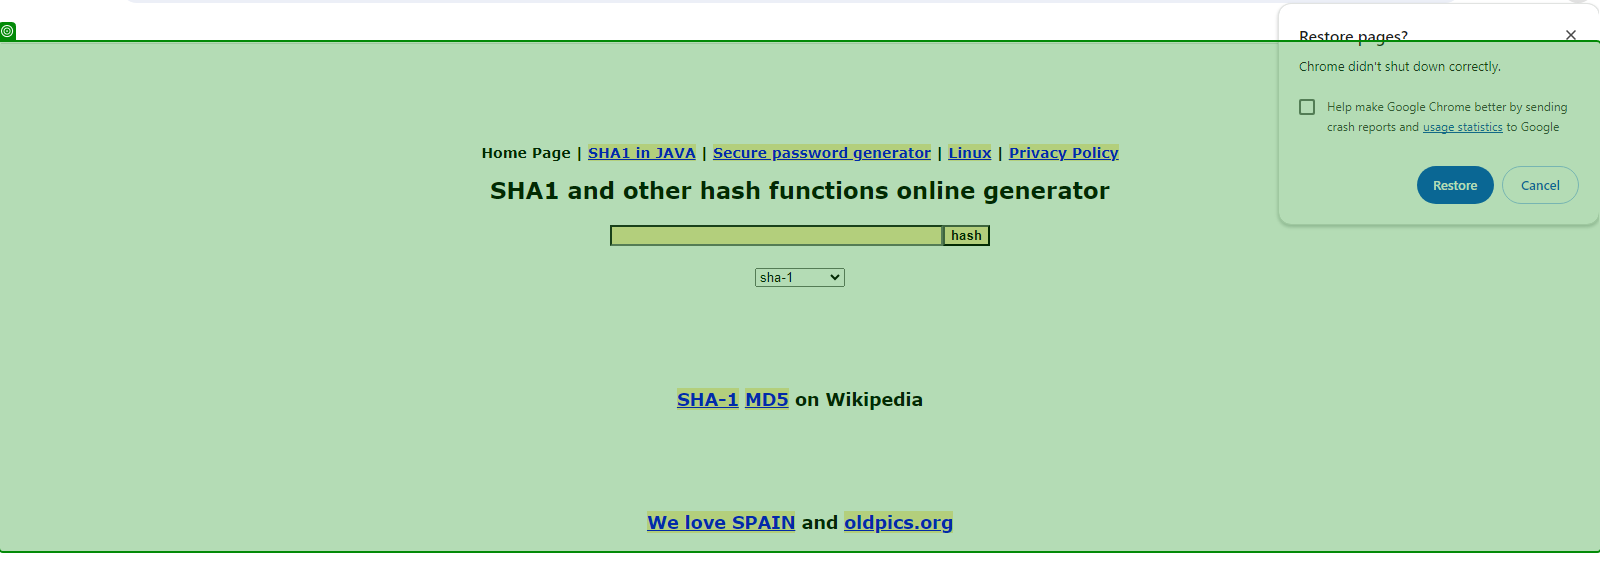 Restore pages?
Chrome didn't shut down correctly.
Help make Google Chrome better by sending
crash reports and usage statistics to Google
Restore Cancel
Home Page | SHA1 in JAVA | Secure password generator | Linux | Privacy Policy
SHA1 and other hash functions online generator
hash
sha-1
SHA-1 MD5 on Wikipedia
We love SPAIN and oldpics.org